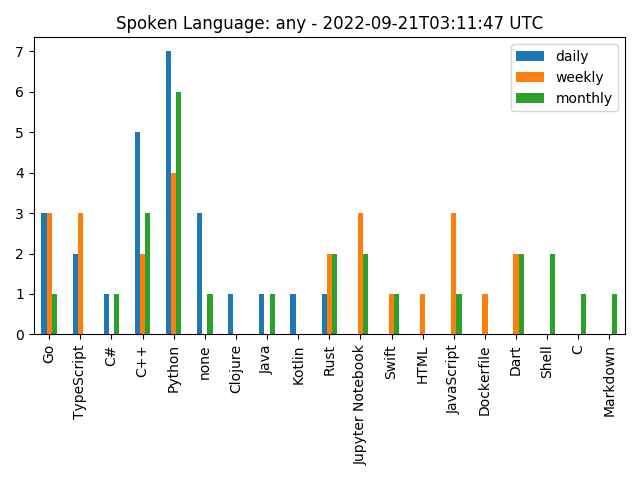 Spoken Language: any - 2022-09-21T03:11:47 UTC
daily
weekly
monthly
7
6
5
4
3
2
1
0
Go
TypeScript
C#
C++
Python
none
Clojure
Java
Kotlin
Rust
Jupyter Notebook
Swift
HTML
JavaScript
Dockerfile
Dart
Shell
C
Markdown